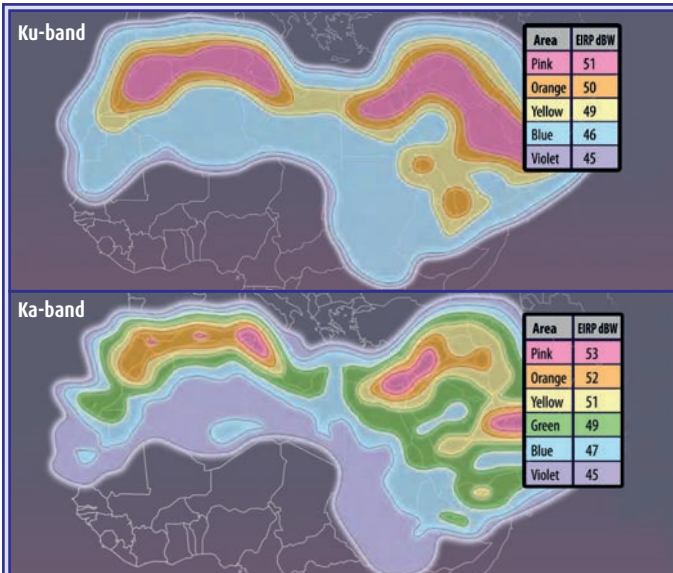 Ku-band
Area EIRP dBW
Pink 51
Orange 50
Yellow 49
Blue 46
Violet 45
Ka-band
Area EIRP dBW
Pink 53
Orange 52
Yellow 51
Green 49
Blue 47
Violet 45